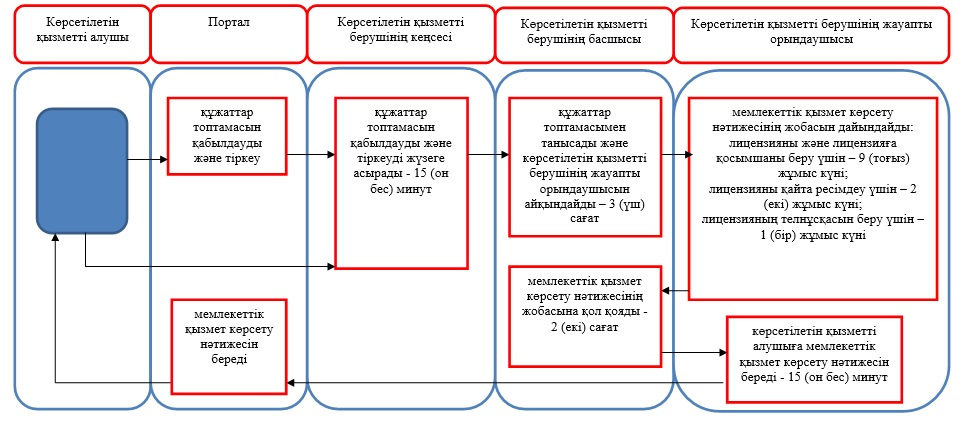 Көрсетілетін
қызметті алушы
Портал
Көрсетілетін қызметті
берушінің кеңсесі
Көрсетілетін қызметті
берушінің басшысы
Көрсетілетін қызметті берушінің жауапты
орындаушысы
құжаттар
топтамасын
қабылдауды
және тіркеу
құжаттар
топтамасын
қабылдауды және
тіркеуді жүзеге
асырады - 15 (он
бес) минут
құжаттар
топтамасымен
танысады және
көрсетілетін қызметті
берушінің жауапты
орындаушысын
айқындайды – 3 (үш)
сағат
мемлекеттік қызмет көрсету
нәтижесінің жобасын дайындайды:
лицензияны және лицензияға
қосымшаны беру үшін – 9 (тоғыз)
жұмыс күні;
лицензияны қайта ресімдеу үшін – 2
(екі) жұмыс күні;
лицензияның телнұсқасын беру үшін –
1 (бір) жұмыс күні
мемлекеттік қызмет
көрсету нәтижесінің
жобасына қол қояды -
2 (екі) сағат
мемлекеттік
қызмет көрсету
нәтижесін
береді
көрсетілетін қызметті
алушыға мемлекеттік
қызмет көрсету нәтижесін
береді - 15 (он бес) минут